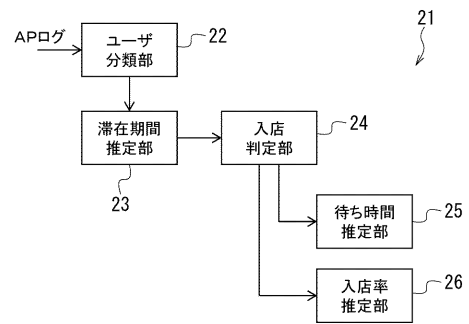 21
APログ
ユーザ
分類部
22
滞在期間
推定部
23
入店
判定部
24
待ち時間
推定部
25
入店率
推定部
26